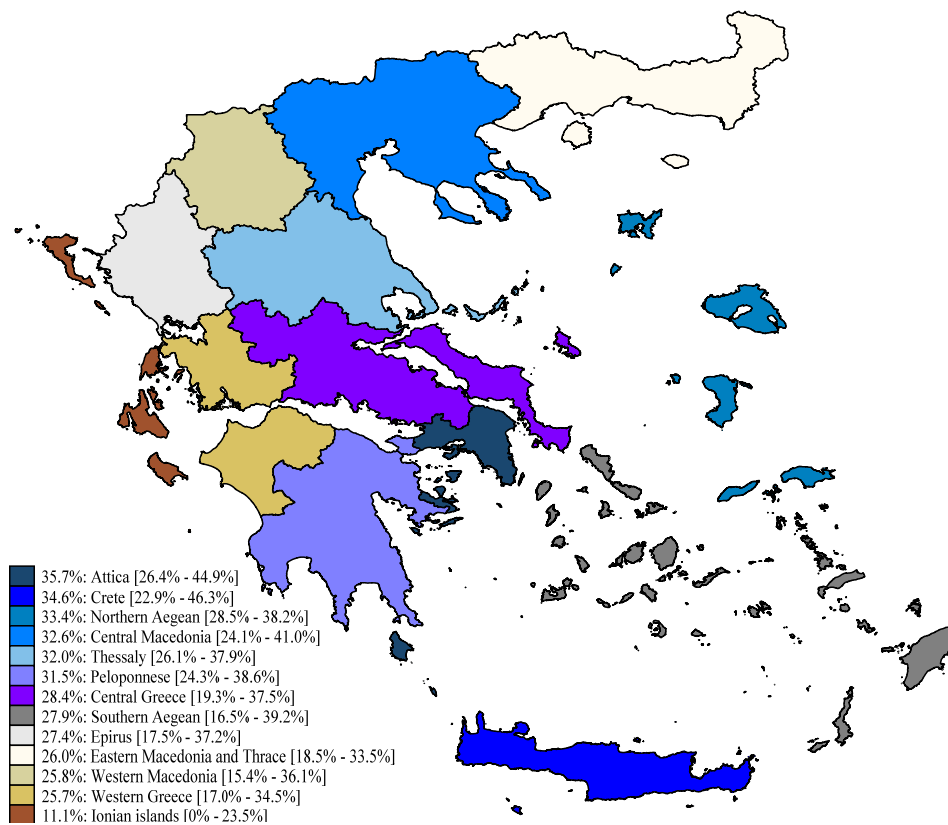 35.7%: Attica [26.4% - 44.9%]
34.6%: Crete [22.9% - 46.3%]
33.4%: Northern Aegean [28.5% - 38.2%]
32.6%: Central Macedonia [24.1% - 41.0%]
32.0%: Thessaly [26.1% - 37.9%]
31.5%: Peloponnese [24.3% - 38.6%]
28.4%: Central Greece [19.3% - 37.5%]
27.9%: Southern Aegean [16.5% - 39.2%]
27.4%: Epirus [17.5% - 37.2%]
26.0%: Eastern Macedonia and Thrace [18.5% - 33.5%]
25.8%: Western Macedonia [15.4% - 36.1%]
25.7%: Western Greece [17.0% - 34.5%]
11.1%: Ionian islands [0% - 23.5%]